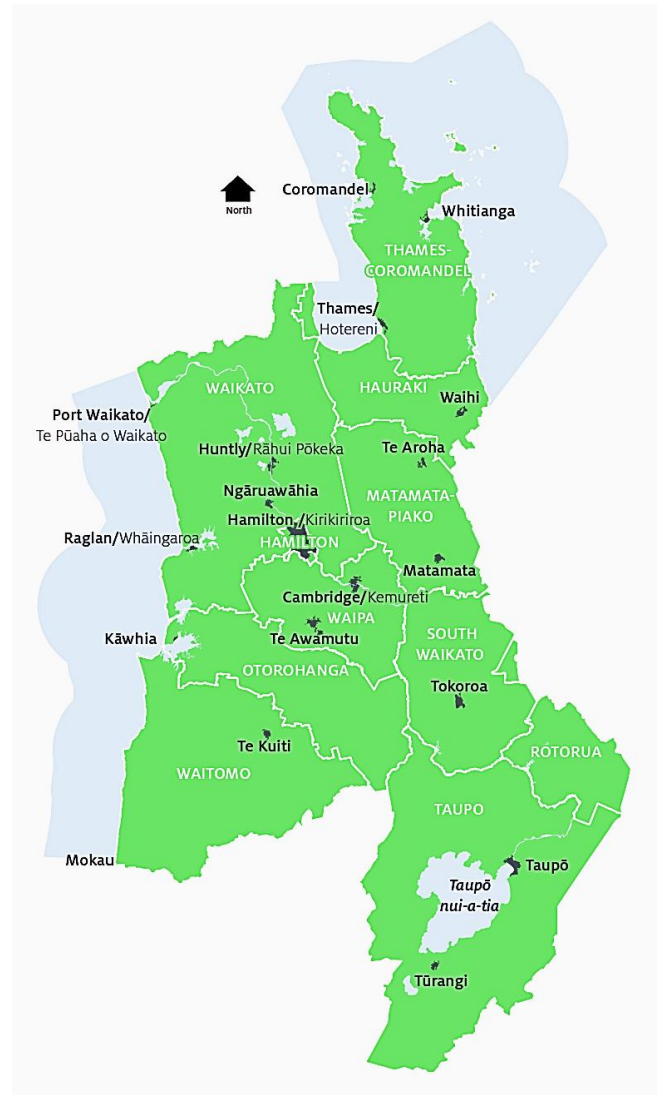 Coromandel
North
Whitianga
THAMES-
COROMANDEL
Thames/
Hotereni
WAIKATO
HAURAKI
Waihi
Port Waikato/
Te Pūaha o Waikato
Huntly/Rāhui Pōkeka
Te Aroha
Ngāruawāhia
MATAMATA-
PIAKO
Hamilton /Kirikiriroa
HAMILTON
Raglan/Whāingaroa
Matamata
Cambridge/Kemureti
WAIPA
Kāwhia
Te Awamutu
SOUTH
WAIKATO
OTOROHANGA
Tokoroa
Te Kuiti
RŌTORUA
WAITOMO
TAUPO
Mokau
Taupō
Taupō
nui-a-tia
Tūrangi